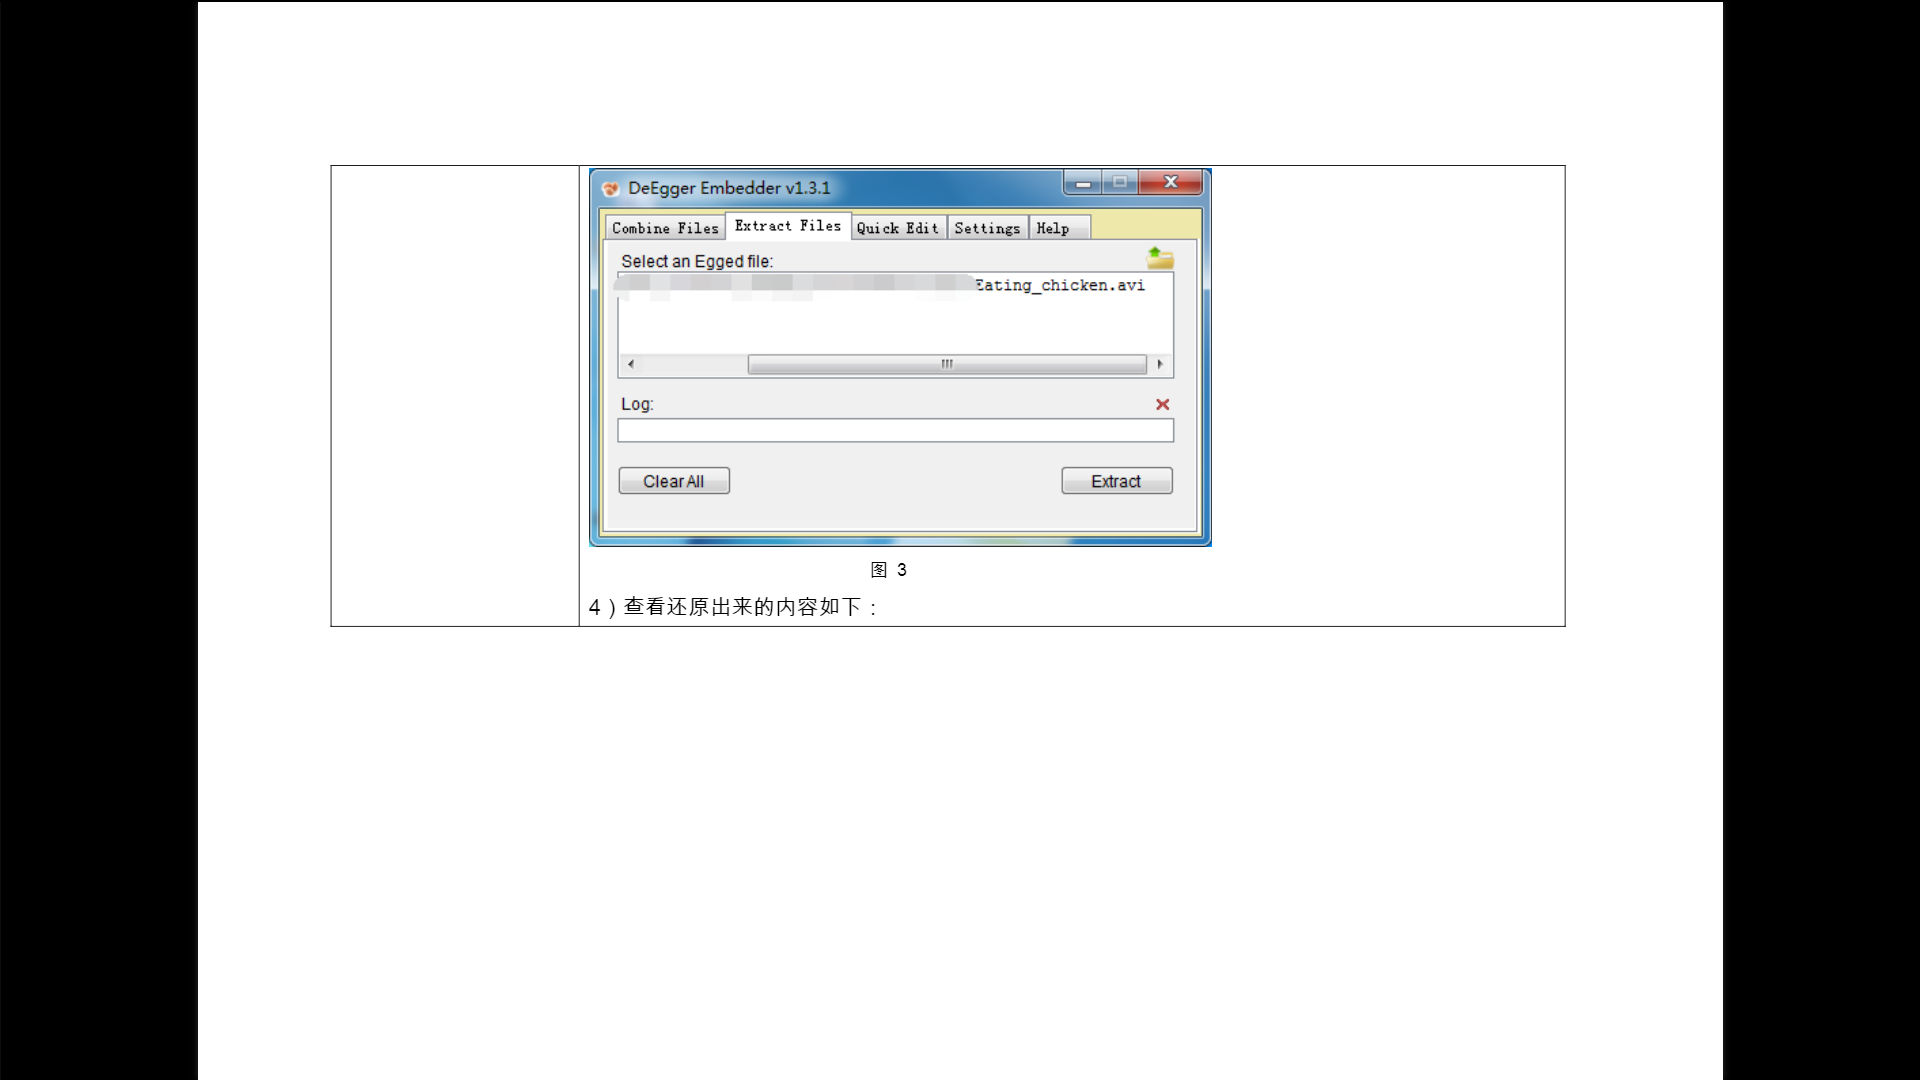 DeEgger Embedder v1.3.1
Combine Files Extract Files Quick Edit Settings Help
Select an Egged file:
Eating_chicken.avi
Log:
Clear All Extract
图 3
4）查看还原出来的内容如下：